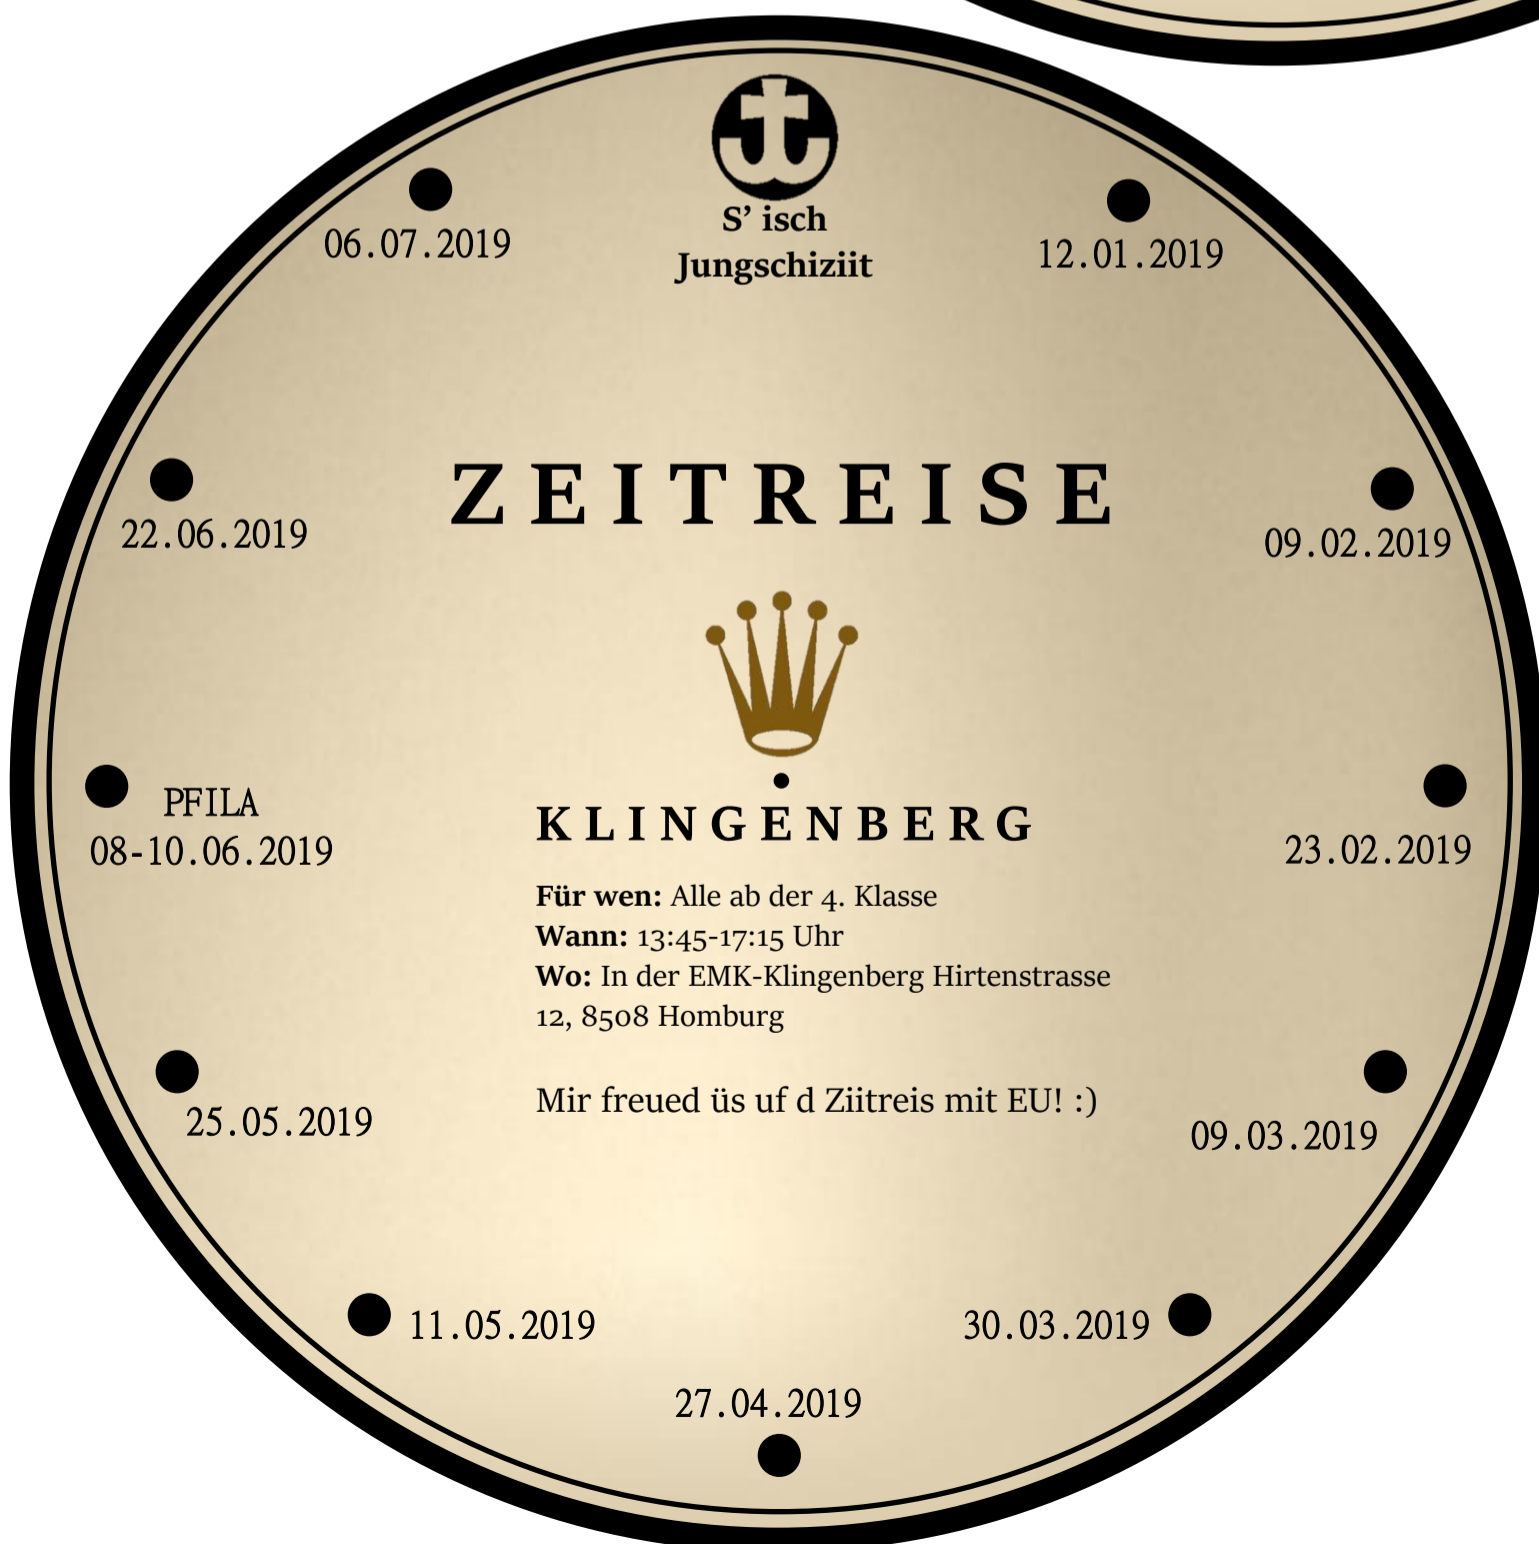 S’ isch
Jungschiziit
06.07.2019
12.01.2019
ZEITREISE
22.06.2019
09.02.2019
PFILA
08-10.06.2019
KLINGENBERG
23.02.2019
Für wen: Alle ab der 4. Klasse
Wann: 13:45-17:15 Uhr
Wo: In der EMK-Klingenberg Hirtenstrasse
12, 8508 Homburg
Mir freued üs uf d Ziitreis mit EU! :)
25.05.2019
09.03.2019
11.05.2019
30.03.2019
27.04.2019